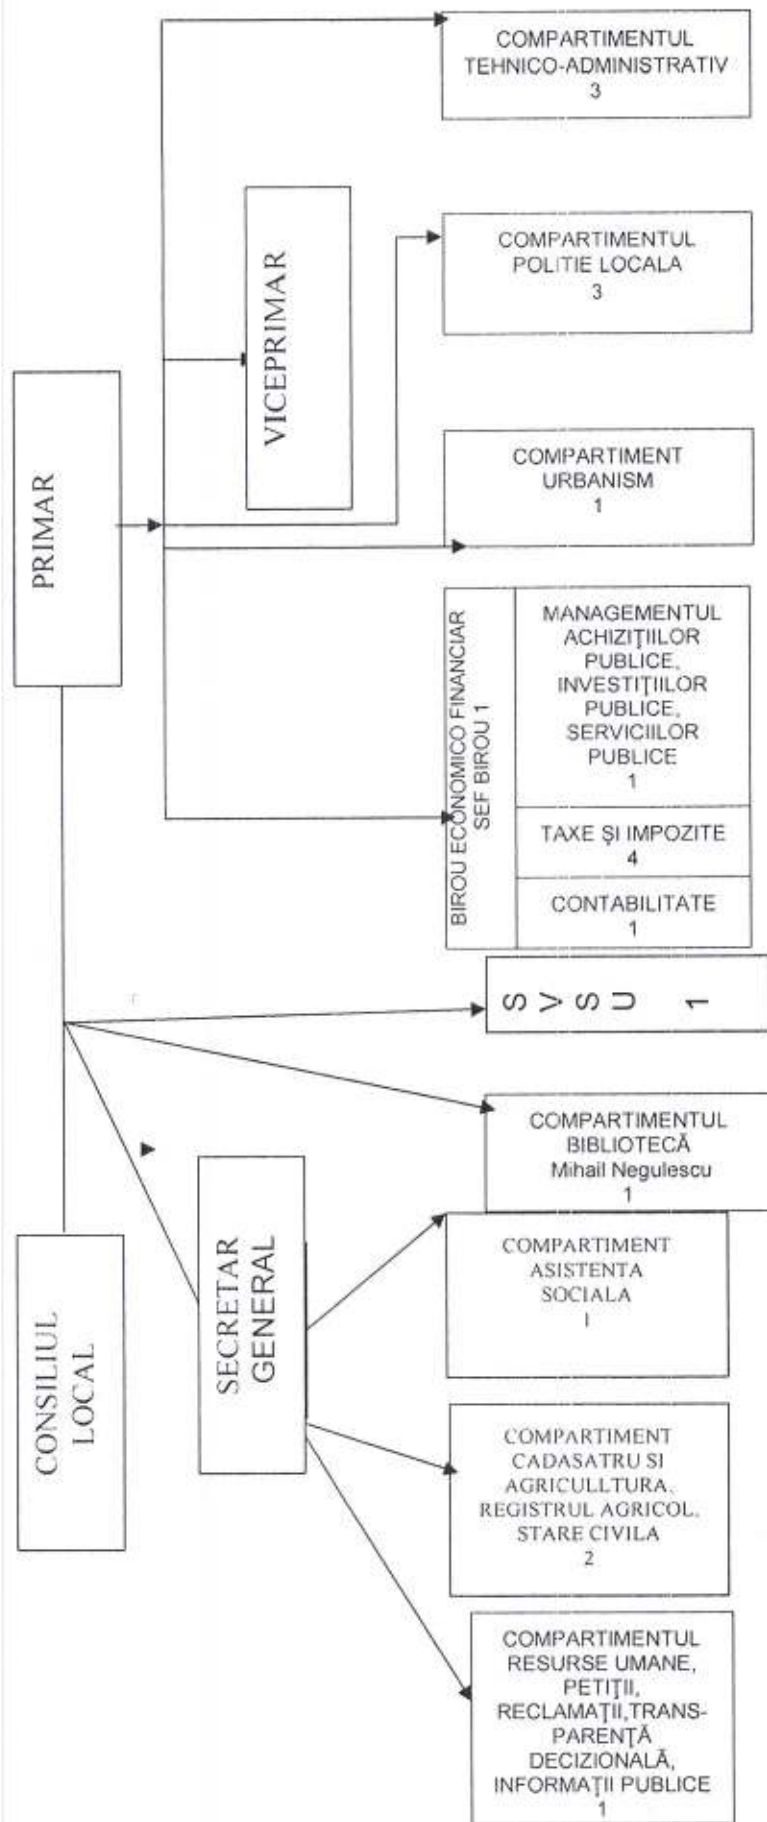 COMPARTIMENTUL
TEHNICO-ADMINISTRATIV
3
VICEPRIMAR
COMPARTIMENTUL
POLITIE LOCALA
3
PRIMAR
COMPARTIMENT
URBANISM
1
BIROU ECONOMICO FINANCIAR
SEF BIROU 1
MANAGEMENTUL
ACHIZIŢIILOR
PUBLICE,
INVESTIŢIILOR
PUBLICE,
SERVICIILOR
PUBLICE
1
TAXE ŞI IMPOZITE
4
CONTABILITATE
1
S V S U 1
COMPARTIMENTUL
BIBLIOTECĂ
Mihail Negulescu
1
SECRETAR
GENERAL
COMPARTIMENT
ASISTENTA
SOCIALA
1
CONSILIUL
LOCAL
COMPARTIMENT
CADASATRU SI
AGRICULLTURA,
REGISTRUL AGRICOL,
STARE CIVILA
2
COMPARTIMENTUL
RESURSE UMANE,
PETIŢII,
RECLAMAŢII,TRANS-
PARENŢĂ
DECIZIONALĂ,
INFORMAŢII PUBLICE
1